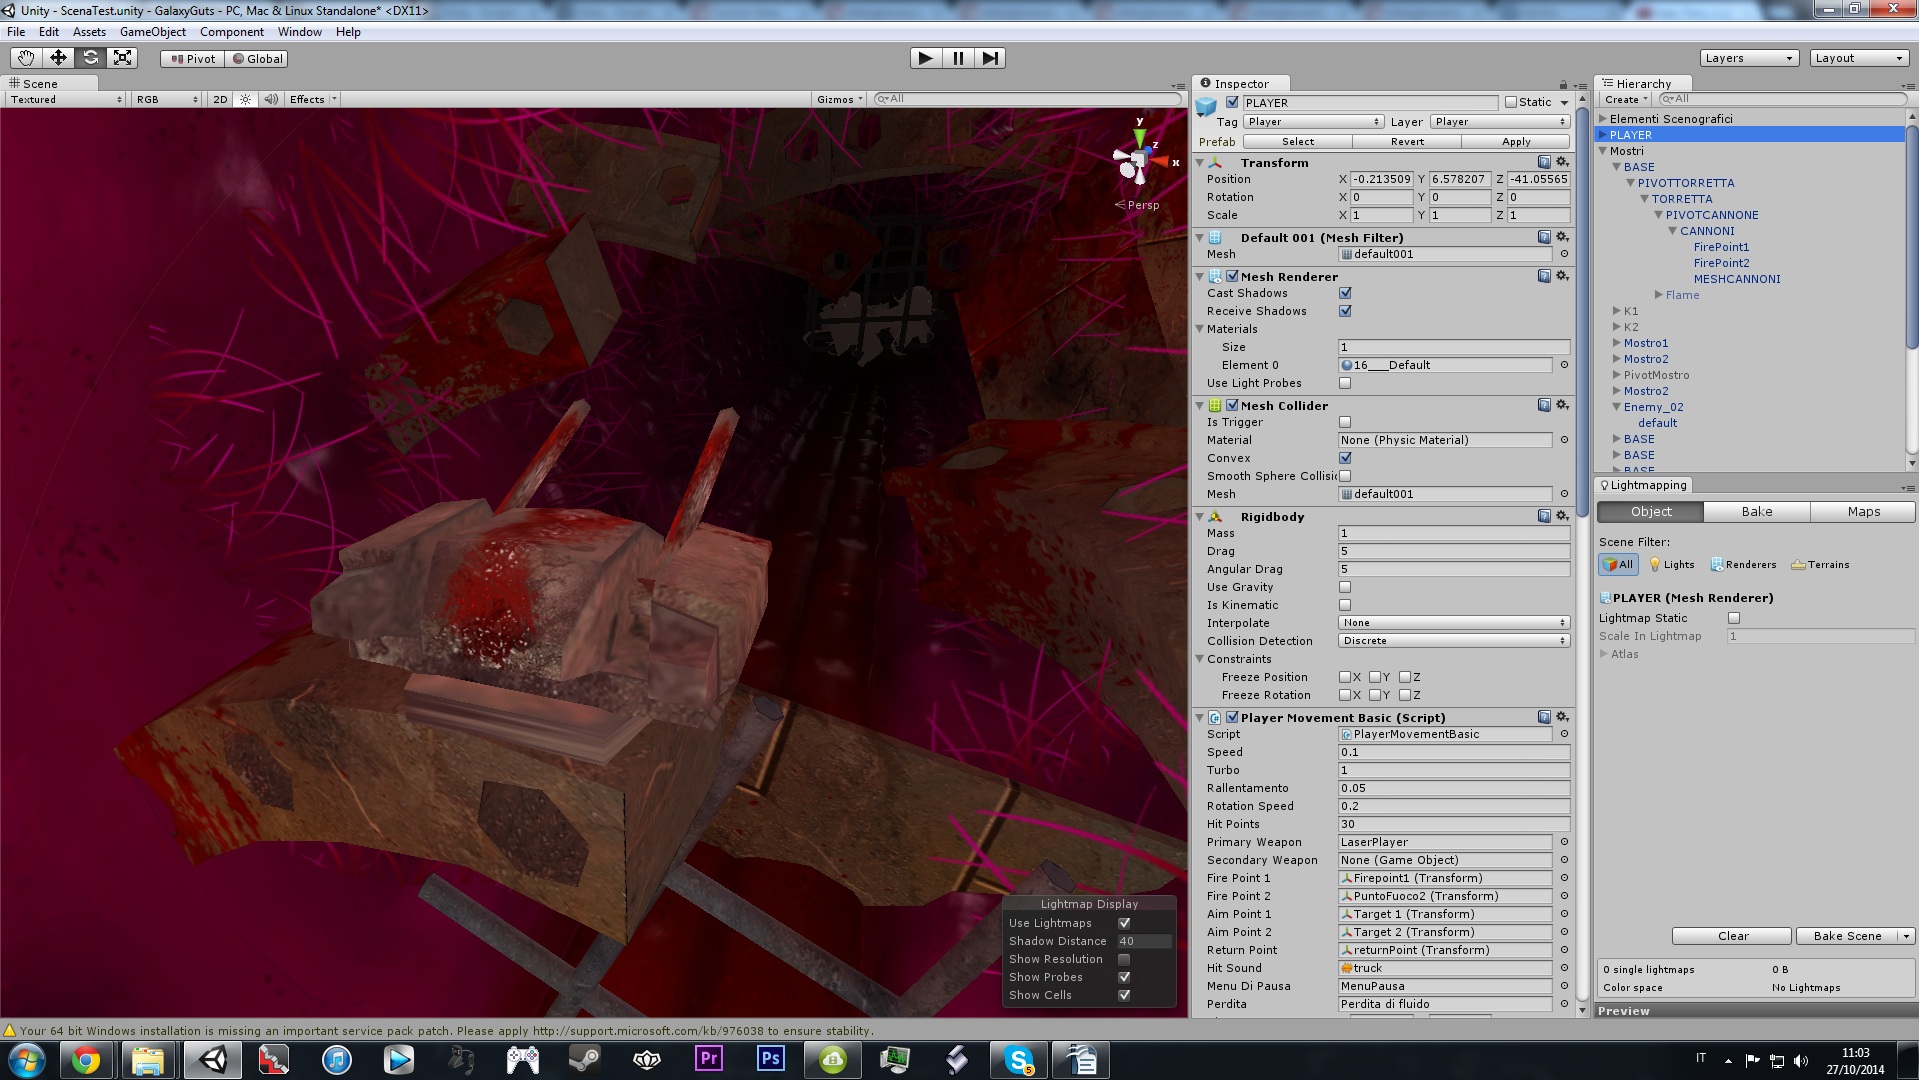 Unity - ScenaTest.unity - GalaxyGuts - PC, Mac & Linux Standalone* <DX11>
File Edit Assets GameObject Component Window Help
Pivot Global
Layers Layout
Scene
Textured RGB 2D Effects Gizmos All
y
z
x
Persp
Lightmap Display
Use Lightmaps
Shadow Distance 40
Show Resolution
Show Probes
Show Cells
Inspector
PLAYER Static
Tag Player Layer Player
Prefab Select Revert Apply
Transform
Position X -0.213509 Y 6.578207 Z -41.05565
Rotation X 0 Y 0 Z 0
Scale X 1 Y 1 Z 1
Default 001 (Mesh Filter)
Mesh default001
Mesh Renderer
Cast Shadows
Receive Shadows
Materials
Size 1
Element 0 16___Default
Use Light Probes
Mesh Collider
Is Trigger
Material None (Physic Material)
Convex
Smooth Sphere Collisi
Mesh default001
Rigidbody
Mass 1
Drag 5
Angular Drag 5
Use Gravity
Is Kinematic
Interpolate None
Collision Detection Discrete
Constraints
Freeze Position X Y Z
Freeze Rotation X Y Z
Player Movement Basic (Script)
Script PlayerMovementBasic
Speed 0.1
Turbo 1
Rallentamento 0.05
Rotation Speed 0.2
Hit Points 30
Primary Weapon LaserPlayer
Secondary Weapon None (Game Object)
Fire Point 1 Firepoint1 (Transform)
Fire Point 2 PuntoFuoco2 (Transform)
Aim Point 1 Target 1 (Transform)
Aim Point 2 Target 2 (Transform)
Return Point returnPoint (Transform)
Hit Sound truck
Menu Di Pausa MenuPausa
Perdita Perdita di fluido
Hierarchy
Create All
Elementi Scenografici
PLAYER
Mostri
BASE
PIVOTTORRETTA
TORRETTA
PIVOTCANNONE
CANNONI
FirePoint1
FirePoint2
MESHCANNONI
Flame
K1
K2
Mostro1
Mostro2
PivotMostro
Mostro2
Enemy_02
default
BASE
BASE
BASE
Lightmapping
Object Bake Maps
Scene Filter:
All Lights Renderers Terrains
PLAYER (Mesh Renderer)
Lightmap Static
Scale In Lightmap 1
Atlas
Clear Bake Scene
0 single lightmaps 0 B
Color space No Lightmaps
Preview
Your 64 bit Windows installation is missing an important service pack patch. Please apply http://support.microsoft.com/kb/976038 to ensure stability.
Pr Ps S 5
IT
11:03
27/10/2014